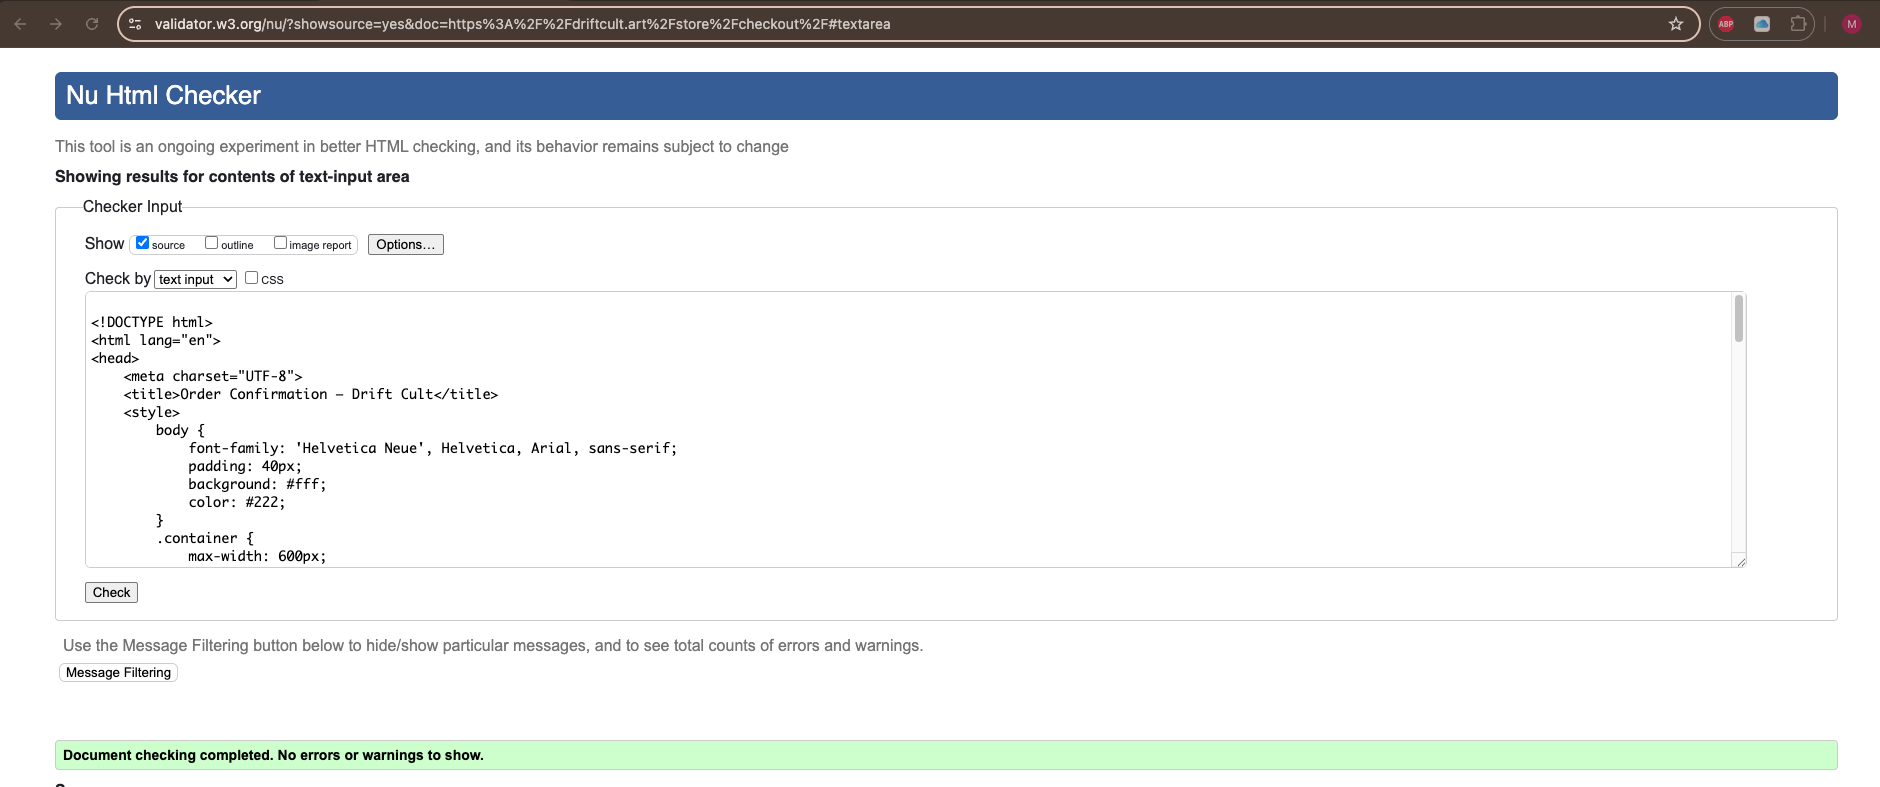 validator.w3.org/nu/?showsource=yes&doc=https%3A%2F%2Fdriftcult.art%2Fstore%2Fcheckout%2F#textarea
ABP
M
Nu Html Checker
This tool is an ongoing experiment in better HTML checking, and its behavior remains subject to change
Showing results for contents of text-input area
Checker Input
Show source outline image report Options...
Check by text input CSS
<!DOCTYPE html>
<html lang="en">
<head>
    <meta charset="UTF-8">
    <title>Order Confirmation – Drift Cult</title>
    <style>
        body {
            font-family: 'Helvetica Neue', Helvetica, Arial, sans-serif;
            padding: 40px;
            background: #fff;
            color: #222;
        }
        .container {
            max-width: 600px;
Check
Use the Message Filtering button below to hide/show particular messages, and to see total counts of errors and warnings.
Message Filtering
Document checking completed. No errors or warnings to show.